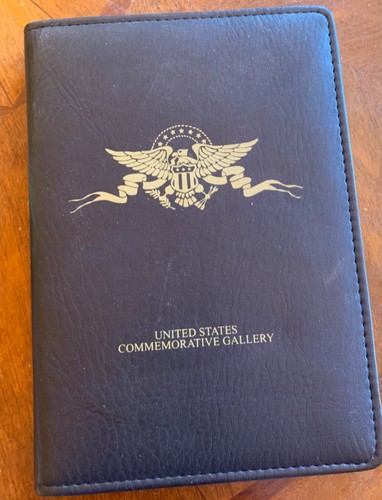 UNITED STATES
COMMEMORATIVE GALLERY